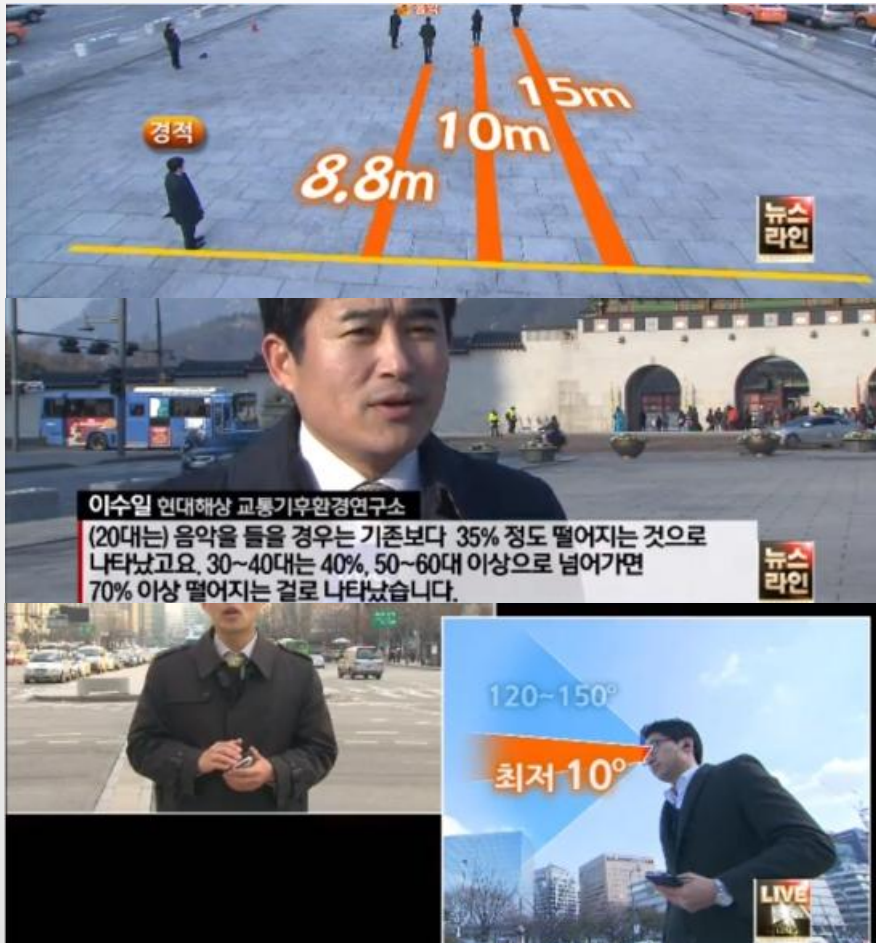 경적
15m
10m
8.8m
뉴스
라인
이수일 현대해상 교통기후환경연구소
(20대는) 음악을 들을 경우는 기존보다 35% 정도 떨어지는 것으로
나타났고요, 30~40대는 40%, 50~60대 이상으로 넘어가면
70% 이상 떨어지는 걸로 나타났습니다.
뉴스
라인
120~150°
최저 10°
LIVE